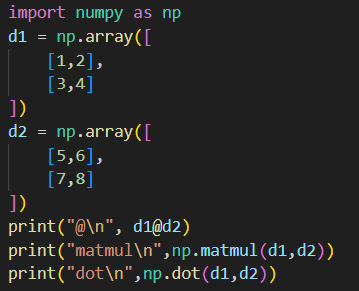 import numpy as np
d1 = np.array([
    [1,2],
    [3,4]
])
d2 = np.array([
    [5,6],
    [7,8]
])
print("@\n", d1@d2)
print("matmul\n",np.matmul(d1,d2))
print("dot\n",np.dot(d1,d2))